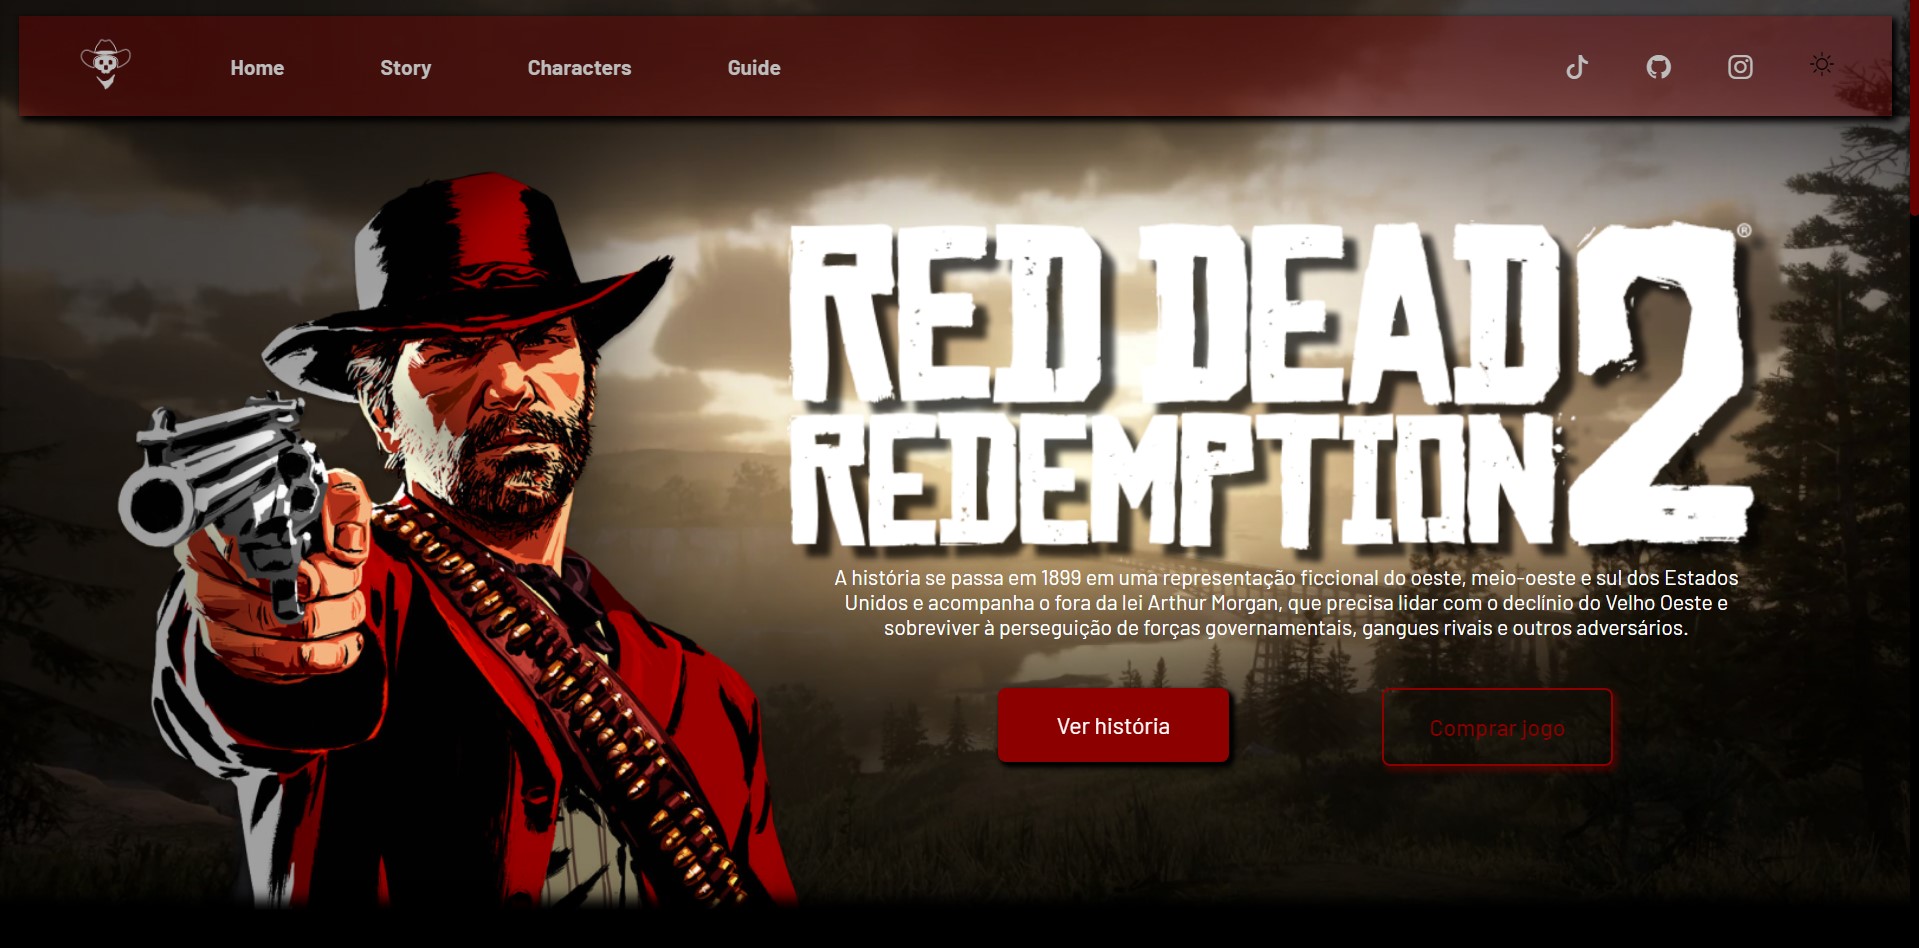 Home
Story
Characters
Guide
RED DEAD
REDEMPTION 2®
A história se passa em 1899 em uma representação ficcional do oeste, meio-oeste e sul dos Estados
Unidos e acompanha o fora da lei Arthur Morgan, que precisa lidar com o declínio do Velho Oeste e
sobreviver à perseguição de forças governamentais, gangues rivais e outros adversários.
Ver história
Comprar jogo